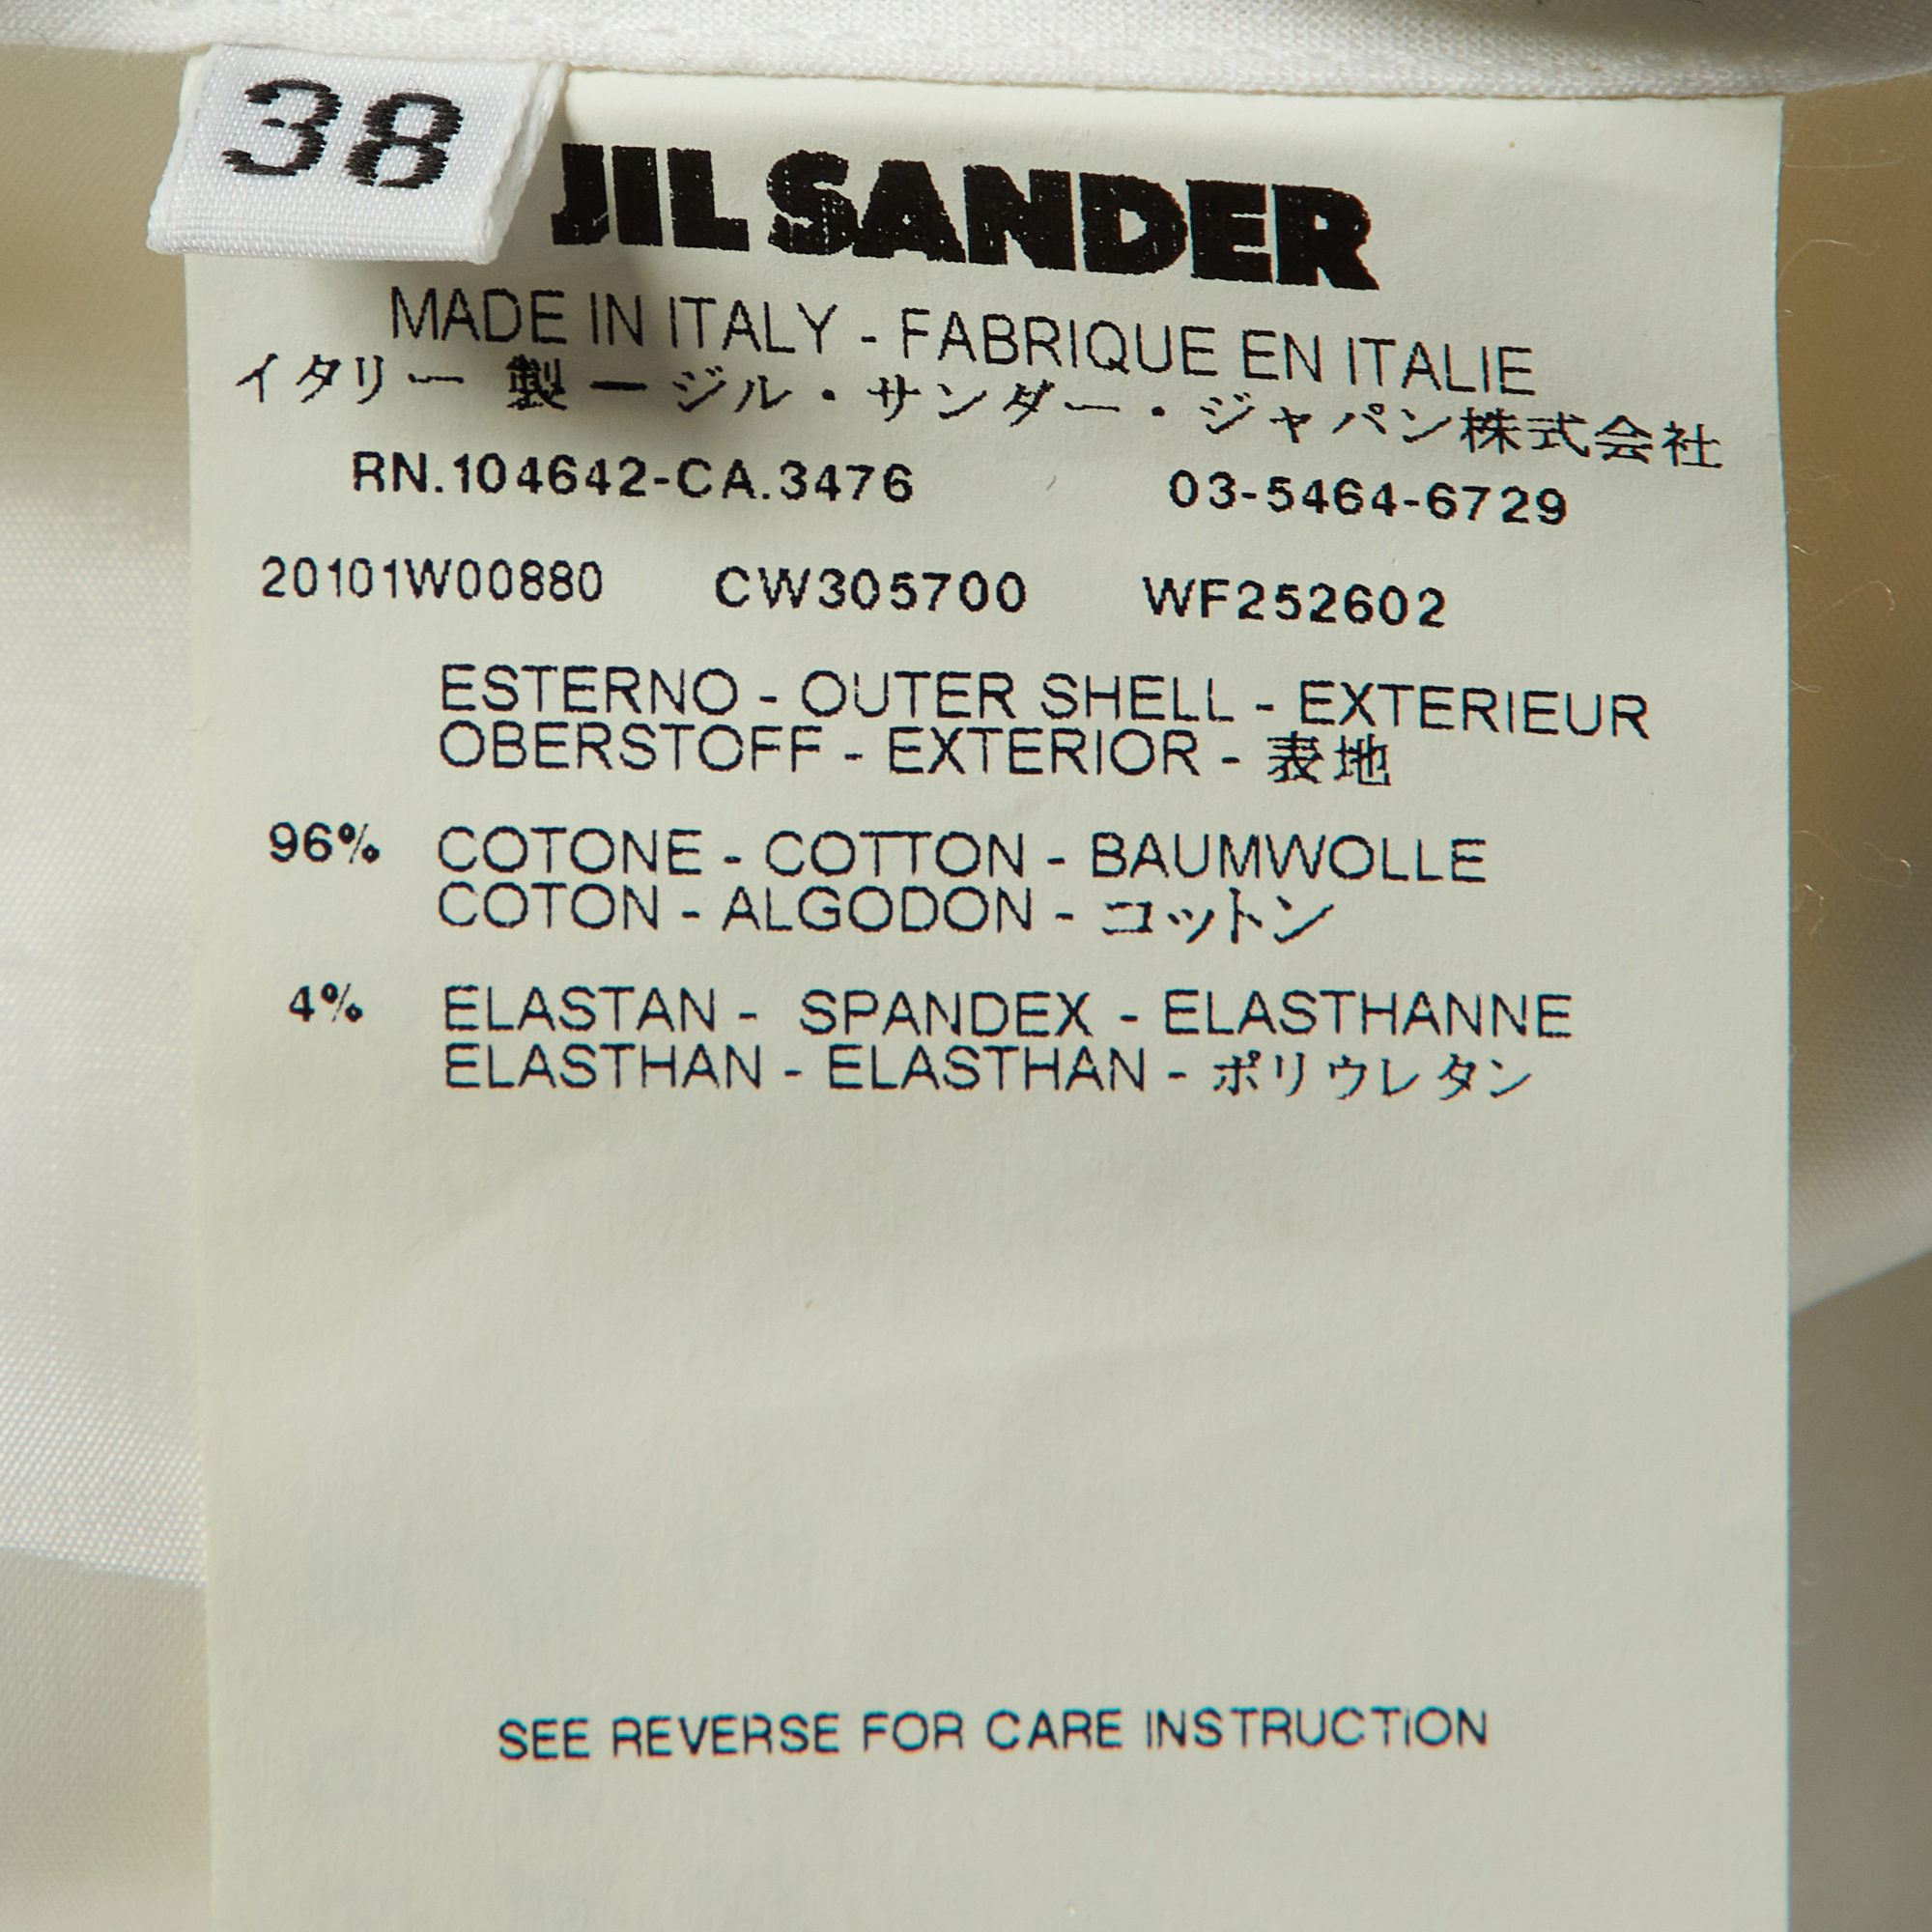 38
JIL SANDER
MADE IN ITALY - FABRIQUE EN ITALIE
イタリー 製 ー ジル・サンダー・ジャパン株式会社
RN.104642-CA.3476 03-5464-6729
20101W00880 CW305700 WF252602
ESTERNO - OUTER SHELL - EXTERIEUR
OBERSTOFF - EXTERIOR - 表地
96% COTONE - COTTON - BAUMWOLLE
COTON - ALGODON - コットン
4% ELASTAN - SPANDEX - ELASTHANNE
ELASTHAN - ELASTHAN - ポリウレタン
SEE REVERSE FOR CARE INSTRUCTION